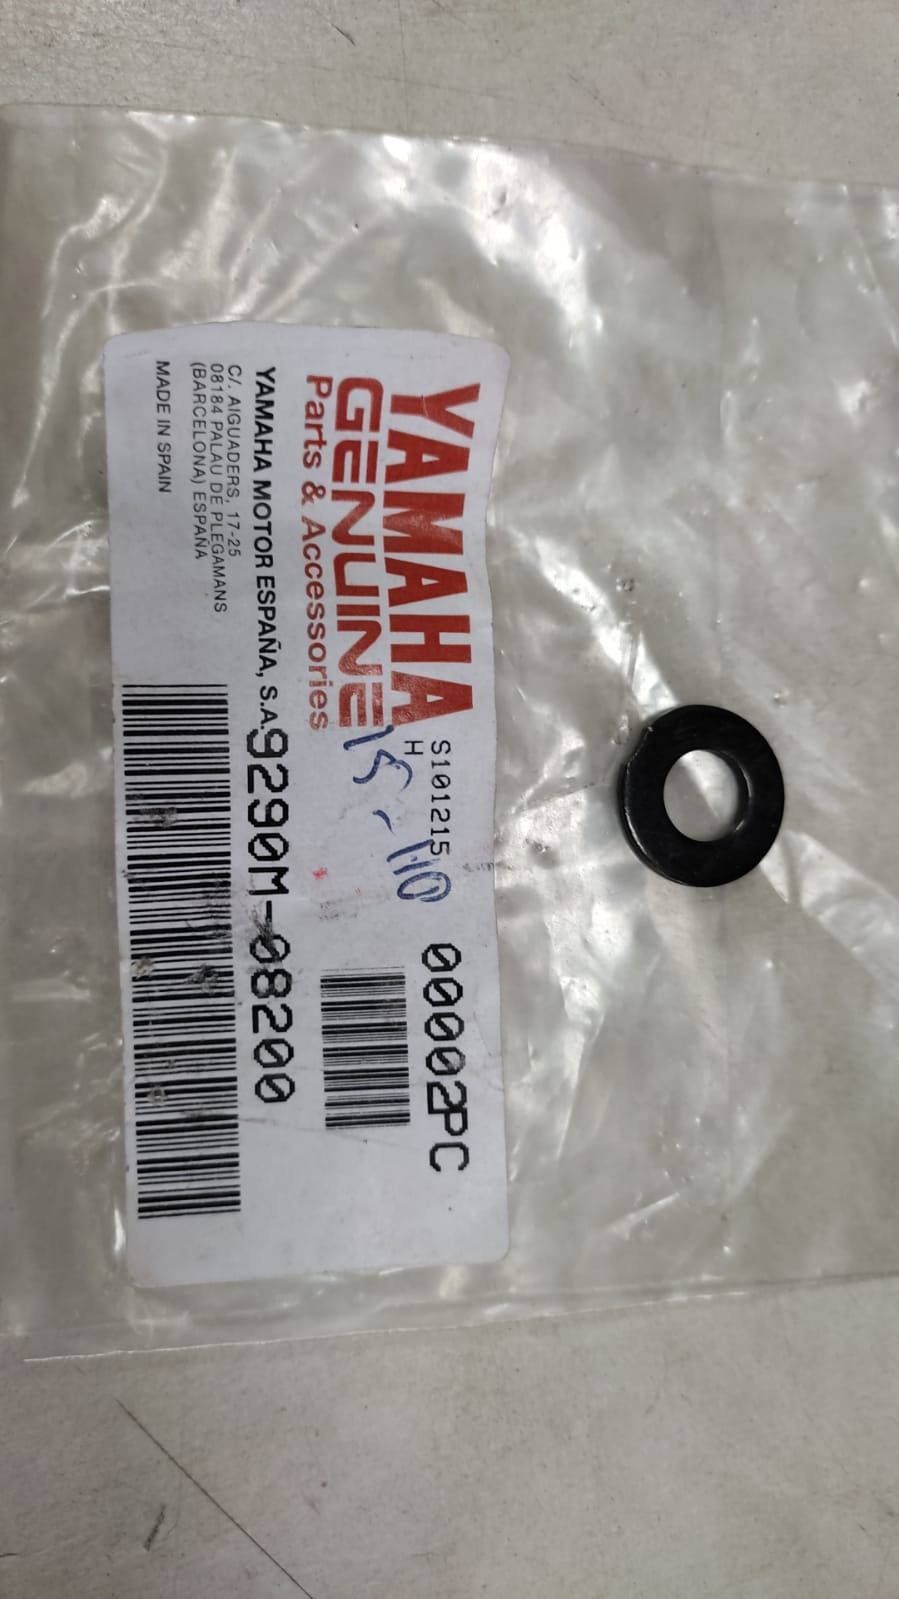 YAMAHA
GENUINE
Parts & Accessories
S101215
H
15-110
00002PC
YAMAHA MOTOR ESPAÑA, S.A.
9290M-08200
C/. AIGUADERS, 17-25
08184 PALAU DE PLEGAMANS
(BARCELONA) ESPAÑA
MADE IN SPAIN